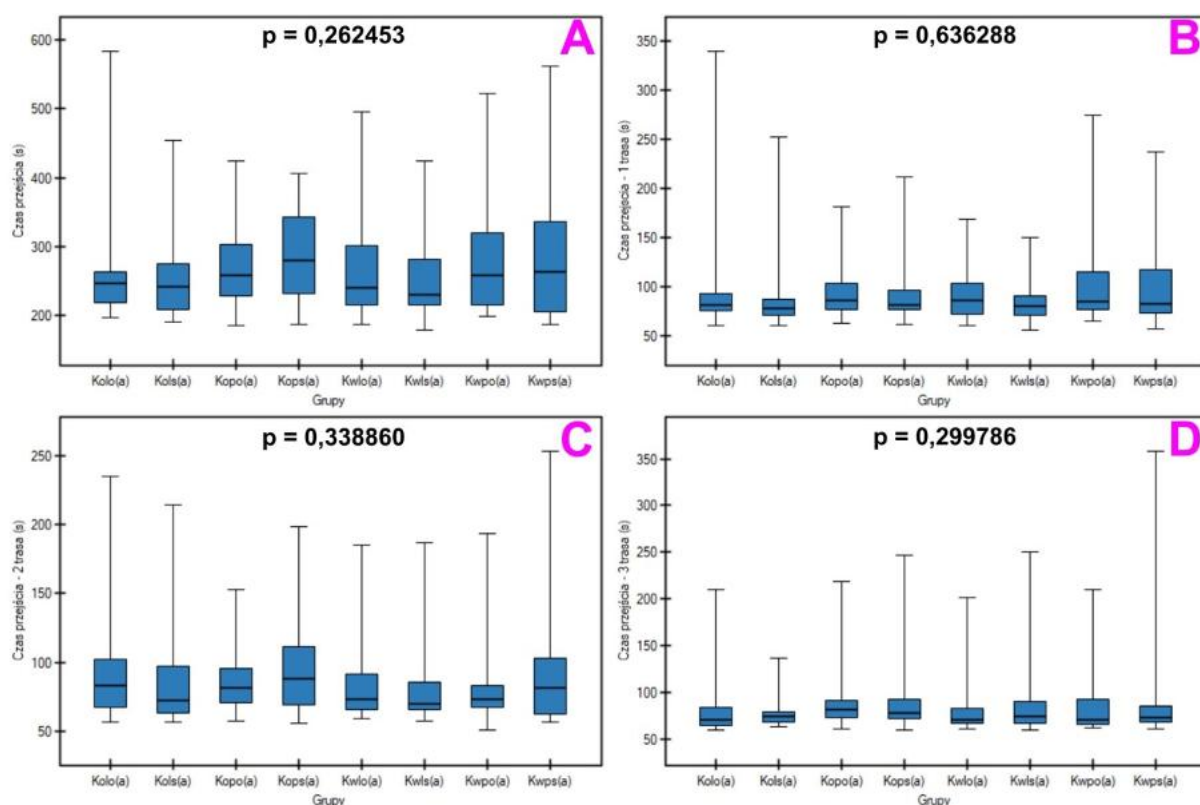 p = 0,262453
A
Czas przejścia (s)
600
500
400
300
200
Kolo(a) Kols(a) Kopo(a) Kops(a) Kwlo(a) Kwls(a) Kwpo(a) Kwps(a)
Grupy
p = 0,636288
B
Czas przejścia - 1 trasa (s)
350
300
250
200
150
100
50
Kolo(a) Kols(a) Kopo(a) Kops(a) Kwlo(a) Kwls(a) Kwpo(a) Kwps(a)
Grupy
p = 0,338860
C
Czas przejścia - 2 trasa (s)
250
200
150
100
50
Kolo(a) Kols(a) Kopo(a) Kops(a) Kwlo(a) Kwls(a) Kwpo(a) Kwps(a)
Grupy
p = 0,299786
D
Czas przejścia - 3 trasa (s)
350
300
250
200
150
100
50
Kolo(a) Kols(a) Kopo(a) Kops(a) Kwlo(a) Kwls(a) Kwpo(a) Kwps(a)
Grupy